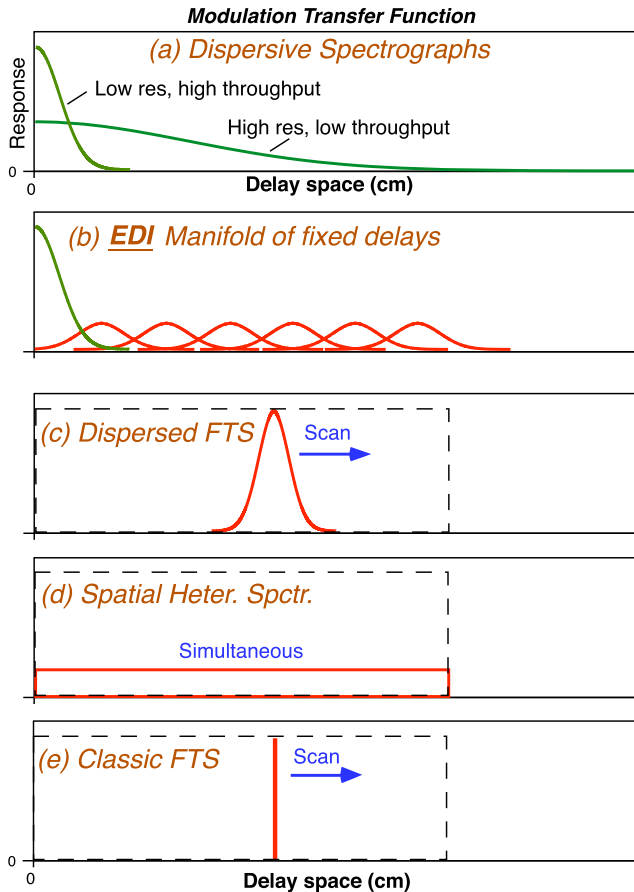 Modulation Transfer Function
(a) Dispersive Spectrographs
Response
Low res, high throughput
High res, low throughput
0
0
Delay space (cm)
(b) EDI Manifold of fixed delays
(c) Dispersed FTS
Scan
(d) Spatial Heter. Spctr.
Simultaneous
(e) Classic FTS
Scan
0
0
Delay space (cm)